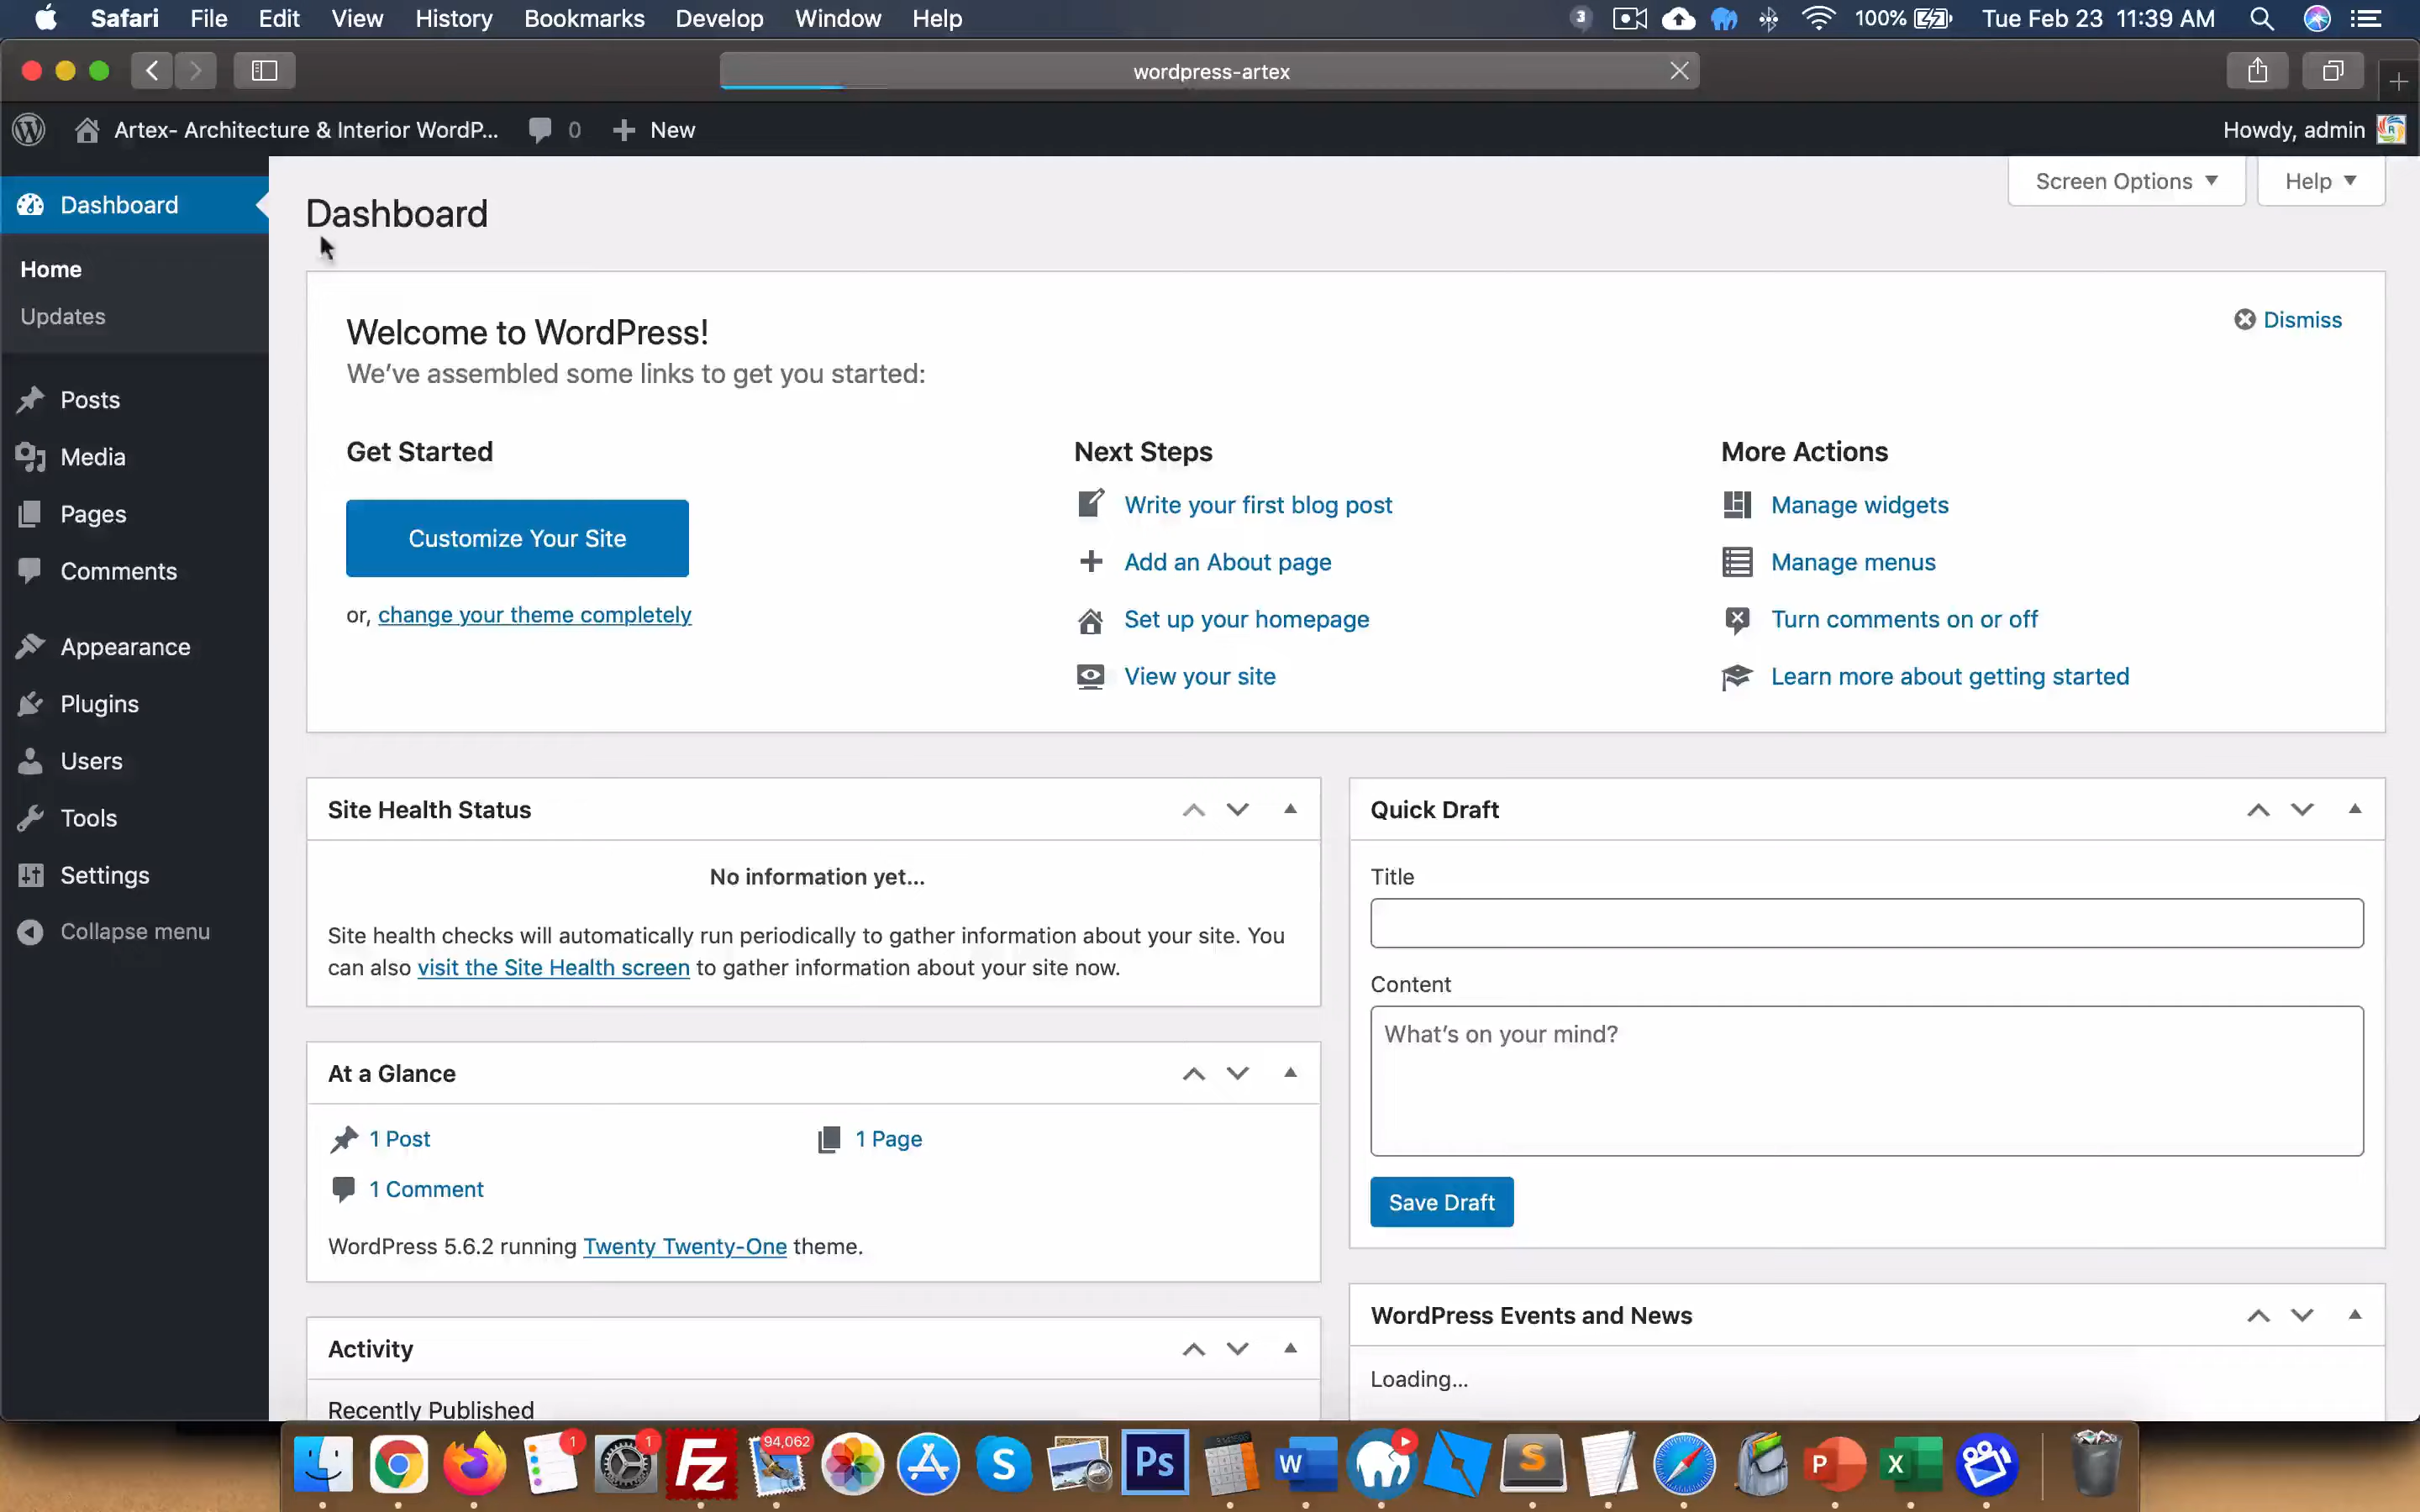 Safari File Edit View History Bookmarks Develop Window Help 3 100% Tue Feb 23 11:39 AM
wordpress-artex
Artex- Architecture & Interior WordP... 0 New Howdy, admin
Dashboard
Home
Updates
Posts
Media
Pages
Comments
Appearance
Plugins
Users
Tools
Settings
Collapse menu
Screen Options Help
Dashboard
Welcome to WordPress!
Dismiss
We've assembled some links to get you started:
Get Started
Customize Your Site
or, change your theme completely
Next Steps
Write your first blog post
Add an About page
Set up your homepage
View your site
More Actions
Manage widgets
Manage menus
Turn comments on or off
Learn more about getting started
Site Health Status
No information yet...
Site health checks will automatically run periodically to gather information about your site. You
can also visit the Site Health screen to gather information about your site now.
At a Glance
1 Post 1 Page
1 Comment
WordPress 5.6.2 running Twenty Twenty-One theme.
Activity
Recently Published
Quick Draft
Title
Content
What's on your mind?
Save Draft
WordPress Events and News
Loading...
1 1 94,062
Fz S Ps W S P X